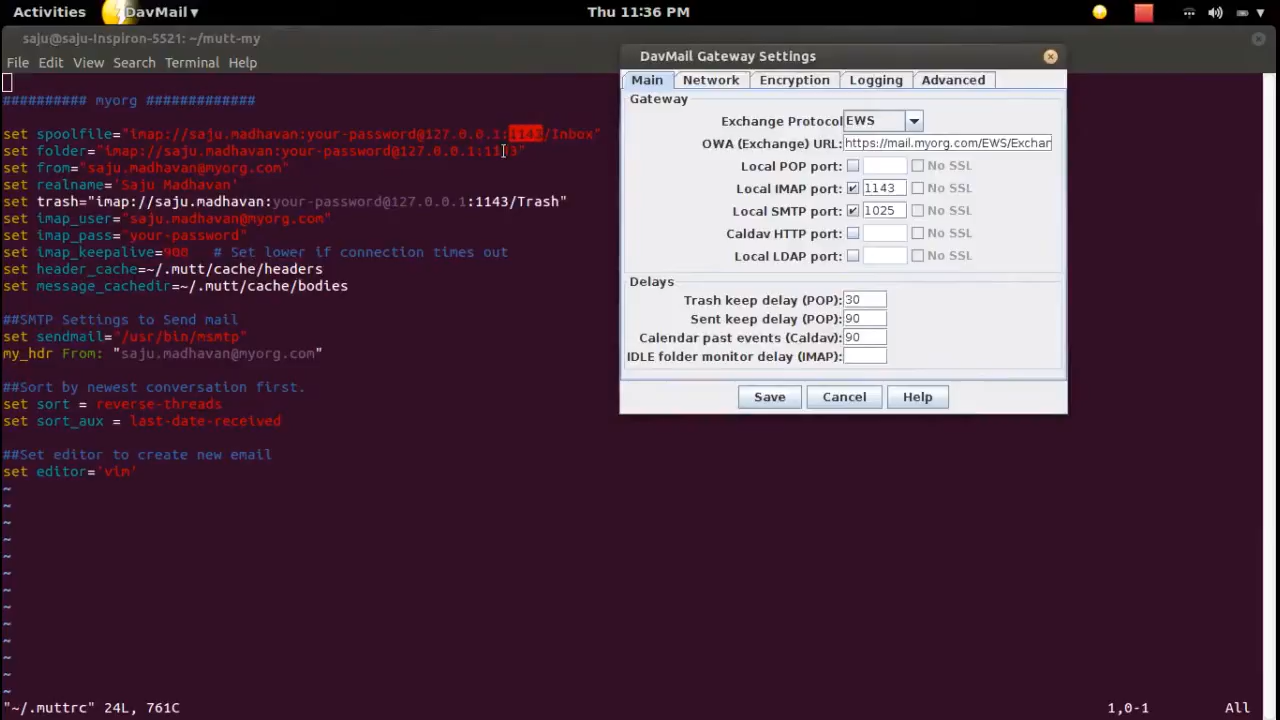 Activities
DavMail ▾
Thu 11:36 PM
saju@saju-Inspiron-5521: ~/mutt-my
File Edit View Search Terminal Help
########## myorg #############
set spoolfile="imap://saju.madhavan:your-password@127.0.0.1:1143/Inbox"
set folder="imap://saju.madhavan:your-password@127.0.0.1:1143"
set from="saju.madhavan@myorg.com"
set realname='Saju Madhavan'
set trash="imap://saju.madhavan:your-password@127.0.0.1:1143/Trash"
set imap_user="saju.madhavan@myorg.com"
set imap_pass="your-password"
set imap_keepalive=900   # Set lower if connection times out
set header_cache=~/.mutt/cache/headers
set message_cachedir=~/.mutt/cache/bodies
##SMTP Settings to Send mail
set sendmail="/usr/bin/msmtp"
my_hdr From: "saju.madhavan@myorg.com"
##Sort by newest conversation first.
set sort = reverse-threads
set sort_aux = last-date-received
##Set editor to create new email
set editor='vim'
~
~
~
~
~
~
~
~
~
~
~
~
~
"~/.muttrc" 24L, 761C
1,0-1
All
DavMail Gateway Settings
Main Network Encryption Logging Advanced
Gateway
Exchange Protocol EWS
OWA (Exchange) URL: https://mail.myorg.com/EWS/Exchar
Local POP port: No SSL
Local IMAP port: 1143 No SSL
Local SMTP port: 1025 No SSL
Caldav HTTP port: No SSL
Local LDAP port: No SSL
Delays
Trash keep delay (POP): 30
Sent keep delay (POP): 90
Calendar past events (Caldav): 90
IDLE folder monitor delay (IMAP):
Save Cancel Help